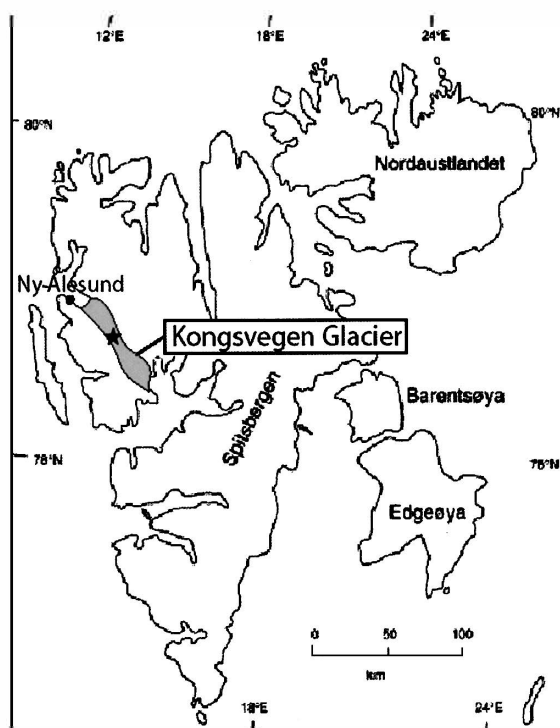 12°E
18°E
24°E
80°N
80°N
Nordaustlandet
Ny-Ålesund
Kongsvegen Glacier
Spitsbergen
Barentsøya
78°N
78°N
Edgeøya
0 50 100
km
18°E
24°E